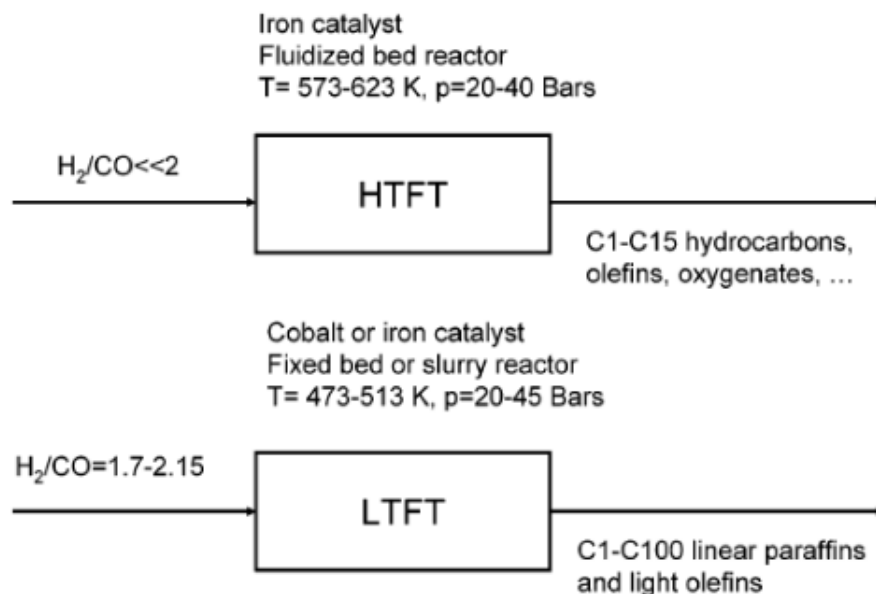 Iron catalyst
Fluidized bed reactor
T= 573-623 K, p=20-40 Bars
H₂/CO<<2
HTFT
C1-C15 hydrocarbons,
olefins, oxygenates, ...
Cobalt or iron catalyst
Fixed bed or slurry reactor
T= 473-513 K, p=20-45 Bars
H₂/CO=1.7-2.15
LTFT
C1-C100 linear paraffins
and light olefins